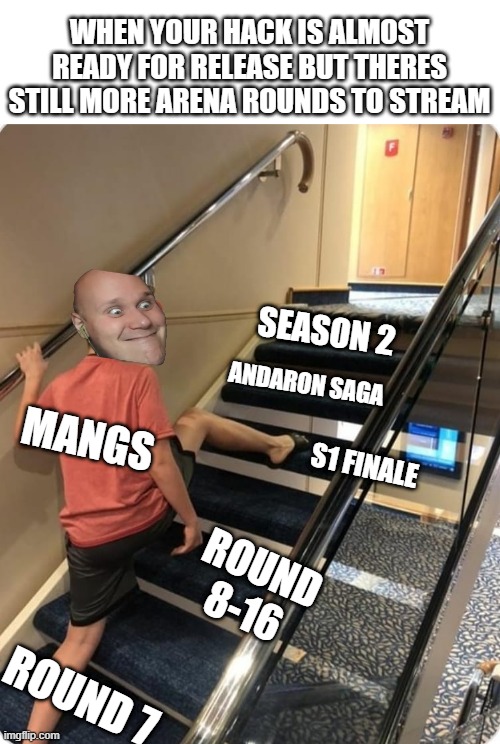 WHEN YOUR HACK IS ALMOST
READY FOR RELEASE BUT THERES
STILL MORE ARENA ROUNDS TO STREAM
F
SEASON 2
ANDARON SAGA
MANGS
S1 FINALE
ROUND
8-16
ROUND 7
imgflip.com